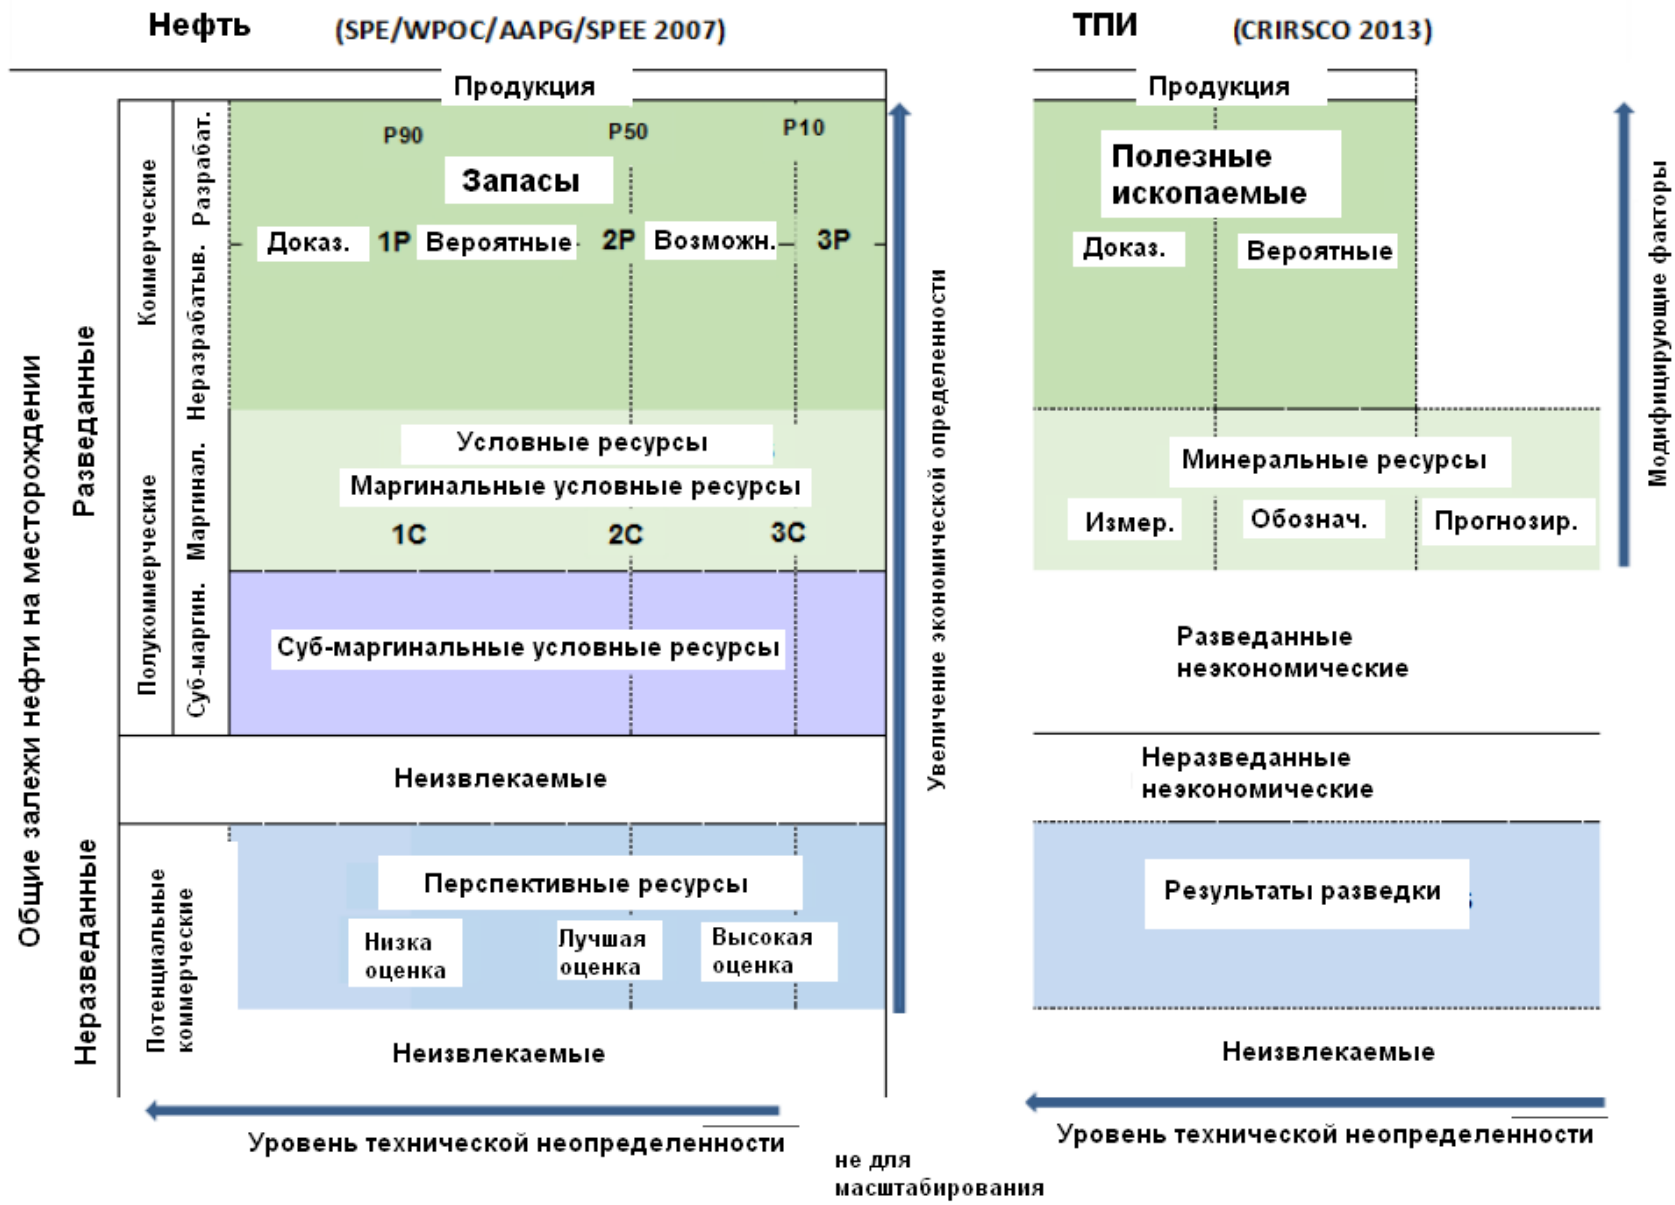 Нефть (SPE/WPOC/AAPG/SPEE 2007)
Общие залежи нефти на месторождении
Разведанные
Неразведанные
Коммерческие
Полукоммерческие
Потенциальные
коммерческие
Разрабат.
Неразрабатыв.
Маргинал.
Суб-маргин.
Продукция
P90 P50 P10
Запасы
Доказ. 1P Вероятные 2P Возможн. 3P
Условные ресурсы
Маргинальные условные ресурсы
1C 2C 3C
Суб-маргинальные условные ресурсы
Неизвлекаемые
Перспективные ресурсы
Низка
оценка
Лучшая
оценка
Высокая
оценка
Неизвлекаемые
Уровень технической неопределенности
Увеличение экономической определенности
не для
масштабирования
ТПИ (CRIRSCO 2013)
Продукция
Полезные
ископаемые
Доказ. Вероятные
Минеральные ресурсы
Измер. Обознач. Прогнозир.
Разведанные
неэкономические
Неразведанные
неэкономические
Результаты разведки
Неизвлекаемые
Уровень технической неопределенности
Модифицирующие факторы